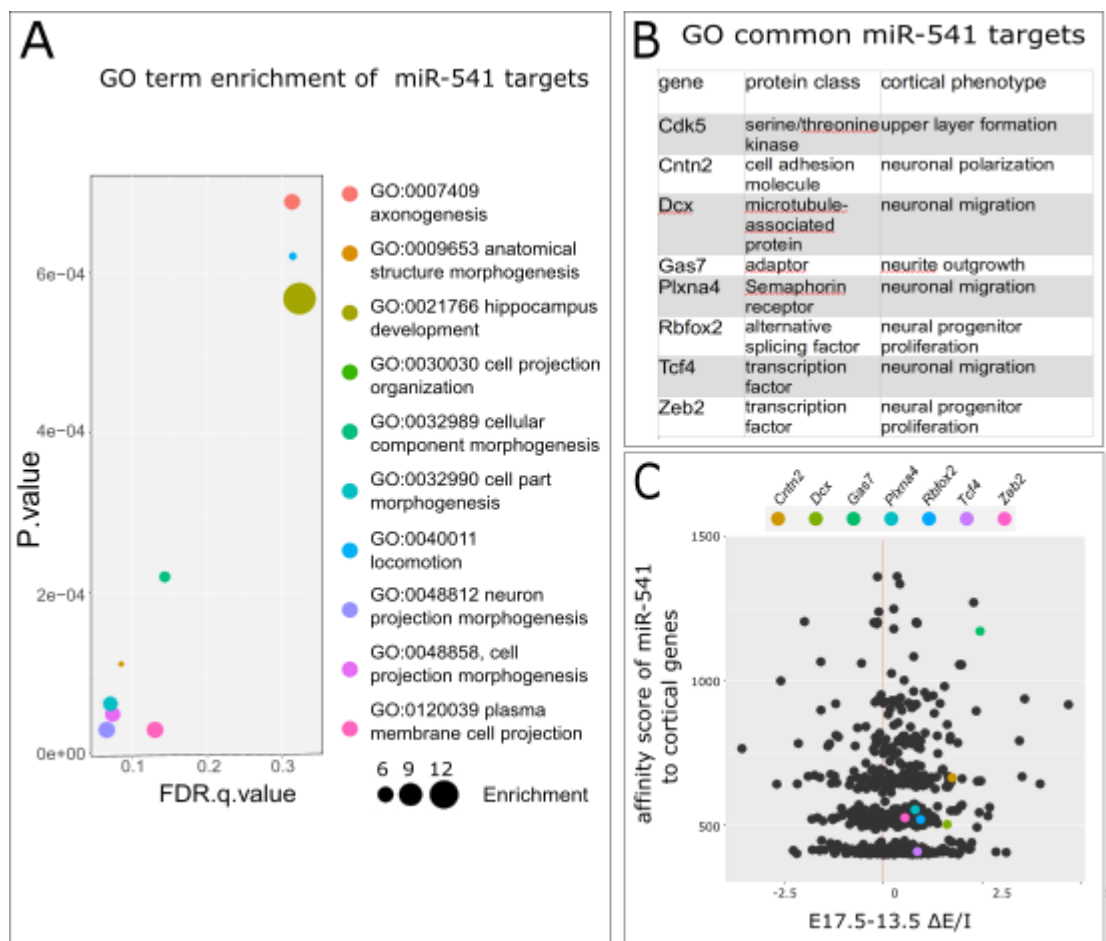 A
GO term enrichment of miR-541 targets
P.value
6e-04
4e-04
2e-04
0e+00
0.1
0.2
0.3
FDR.q.value
GO:0007409
axonogenesis
GO:0009653 anatomical
structure morphogenesis
GO:0021766 hippocampus
development
GO:0030030 cell projection
organization
GO:0032989 cellular
component morphogenesis
GO:0032990 cell part
morphogenesis
GO:0040011
locomotion
GO:0048812 neuron
projection morphogenesis
GO:0048858, cell
projection morphogenesis
GO:0120039 plasma
membrane cell projection
6 9 12
Enrichment
B
GO common miR-541 targets
gene protein class cortical phenotype
Cdk5 serine/threonine upper layer formation
kinase
Cntn2 cell adhesion neuronal polarization
molecule
Dcx microtubule- neuronal migration
associated
protein
Gas7 adaptor neurite outgrowth
Plxna4 Semaphorin neuronal migration
receptor
Rbfox2 alternative neural progenitor
splicing factor proliferation
Tcf4 transcription neuronal migration
factor
Zeb2 transcription neural progenitor
factor proliferation
C
Cntn2 Dcx Gas7 Plxna4 Rbfox2 Tcf4 Zeb2
affinity score of miR-541
to cortical genes
1500
1000
500
-2.5
0
2.5
E17.5-13.5 ΔE/I